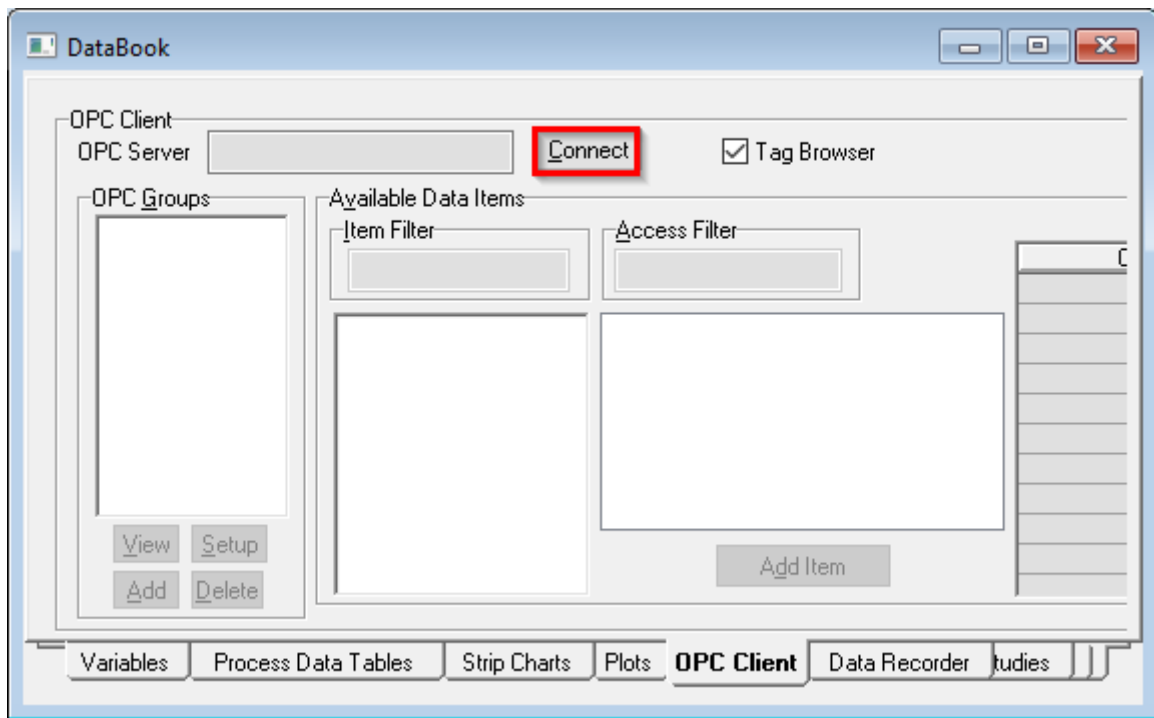 DataBook
OPC Client
OPC Server Connect Tag Browser
OPC Groups Available Data Items
Item Filter Access Filter
View Setup
Add Delete Add Item
Variables Process Data Tables Strip Charts Plots OPC Client Data Recorder tudies